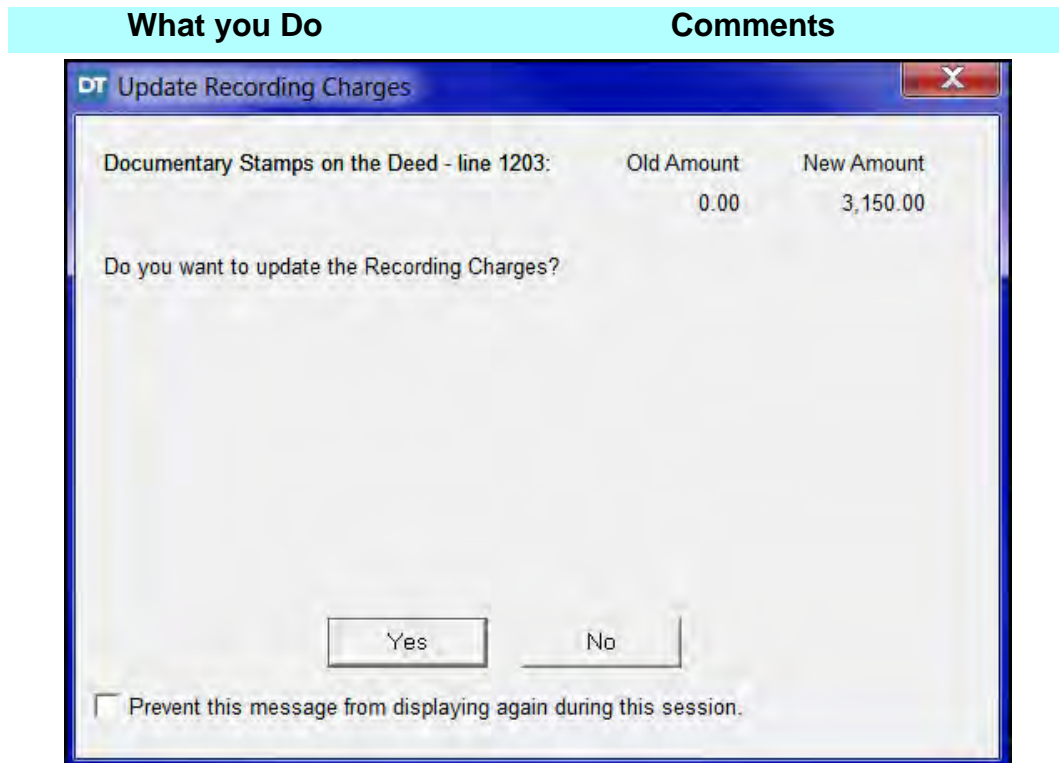 What you Do Comments
DT Update Recording Charges X
Documentary Stamps on the Deed - line 1203: Old Amount New Amount
0.00 3,150.00
Do you want to update the Recording Charges?
Yes No
Prevent this message from displaying again during this session.